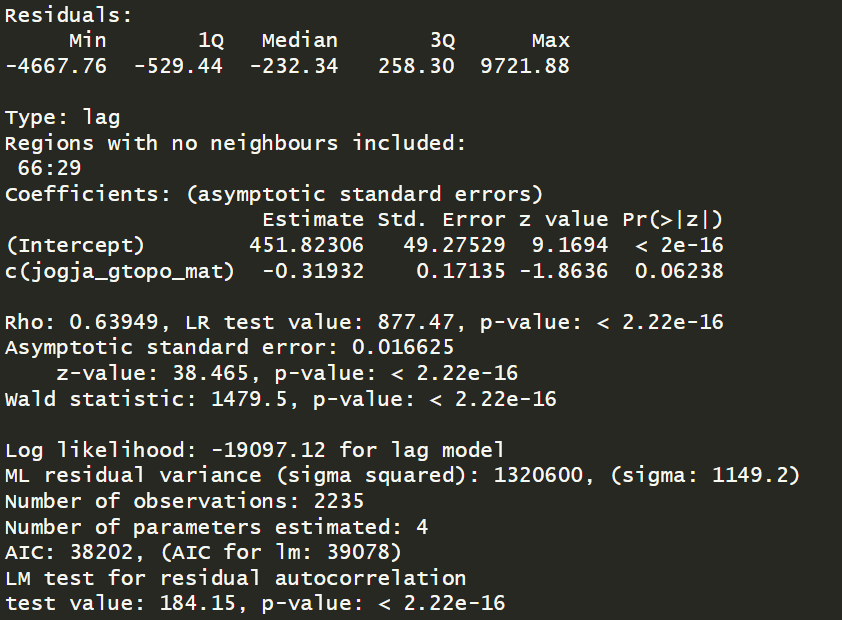 Residuals:
     Min       1Q   Median       3Q      Max
-4667.76  -529.44  -232.34   258.30  9721.88
Type: lag
Regions with no neighbours included:
 66:29
Coefficients: (asymptotic standard errors)
                    Estimate Std. Error z value Pr(>|z|)
(Intercept)        451.82306   49.27529  9.1694  < 2e-16
c(jogja_gtopo_mat)  -0.31932    0.17135 -1.8636  0.06238
Rho: 0.63949, LR test value: 877.47, p-value: < 2.22e-16
Asymptotic standard error: 0.016625
    z-value: 38.465, p-value: < 2.22e-16
Wald statistic: 1479.5, p-value: < 2.22e-16
Log likelihood: -19097.12 for lag model
ML residual variance (sigma squared): 1320600, (sigma: 1149.2)
Number of observations: 2235
Number of parameters estimated: 4
AIC: 38202, (AIC for lm: 39078)
LM test for residual autocorrelation
test value: 184.15, p-value: < 2.22e-16